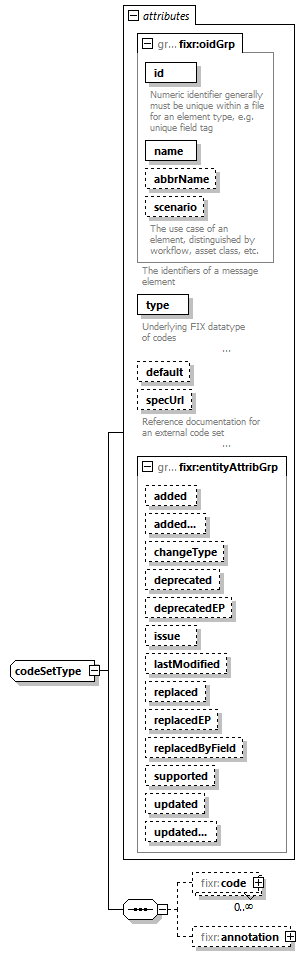 attributes
gr... fixr:oidGrp
id
Numeric identifier generally
must be unique within a file
for an element type, e.g.
unique field tag
name
abbrName
scenario
The use case of an
element, distinguished by
workflow, asset class, etc.
The identifiers of a message
element
type
Underlying FIX datatype
of codes
...
default
specUrl
Reference documentation for
an external code set
...
gr... fixr:entityAttribGrp
added
added...
changeType
deprecated
deprecatedEP
issue
lastModified
replaced
replacedEP
replacedByField
supported
updated
updated...
codeSetType
fixr:code
0..∞
fixr:annotation